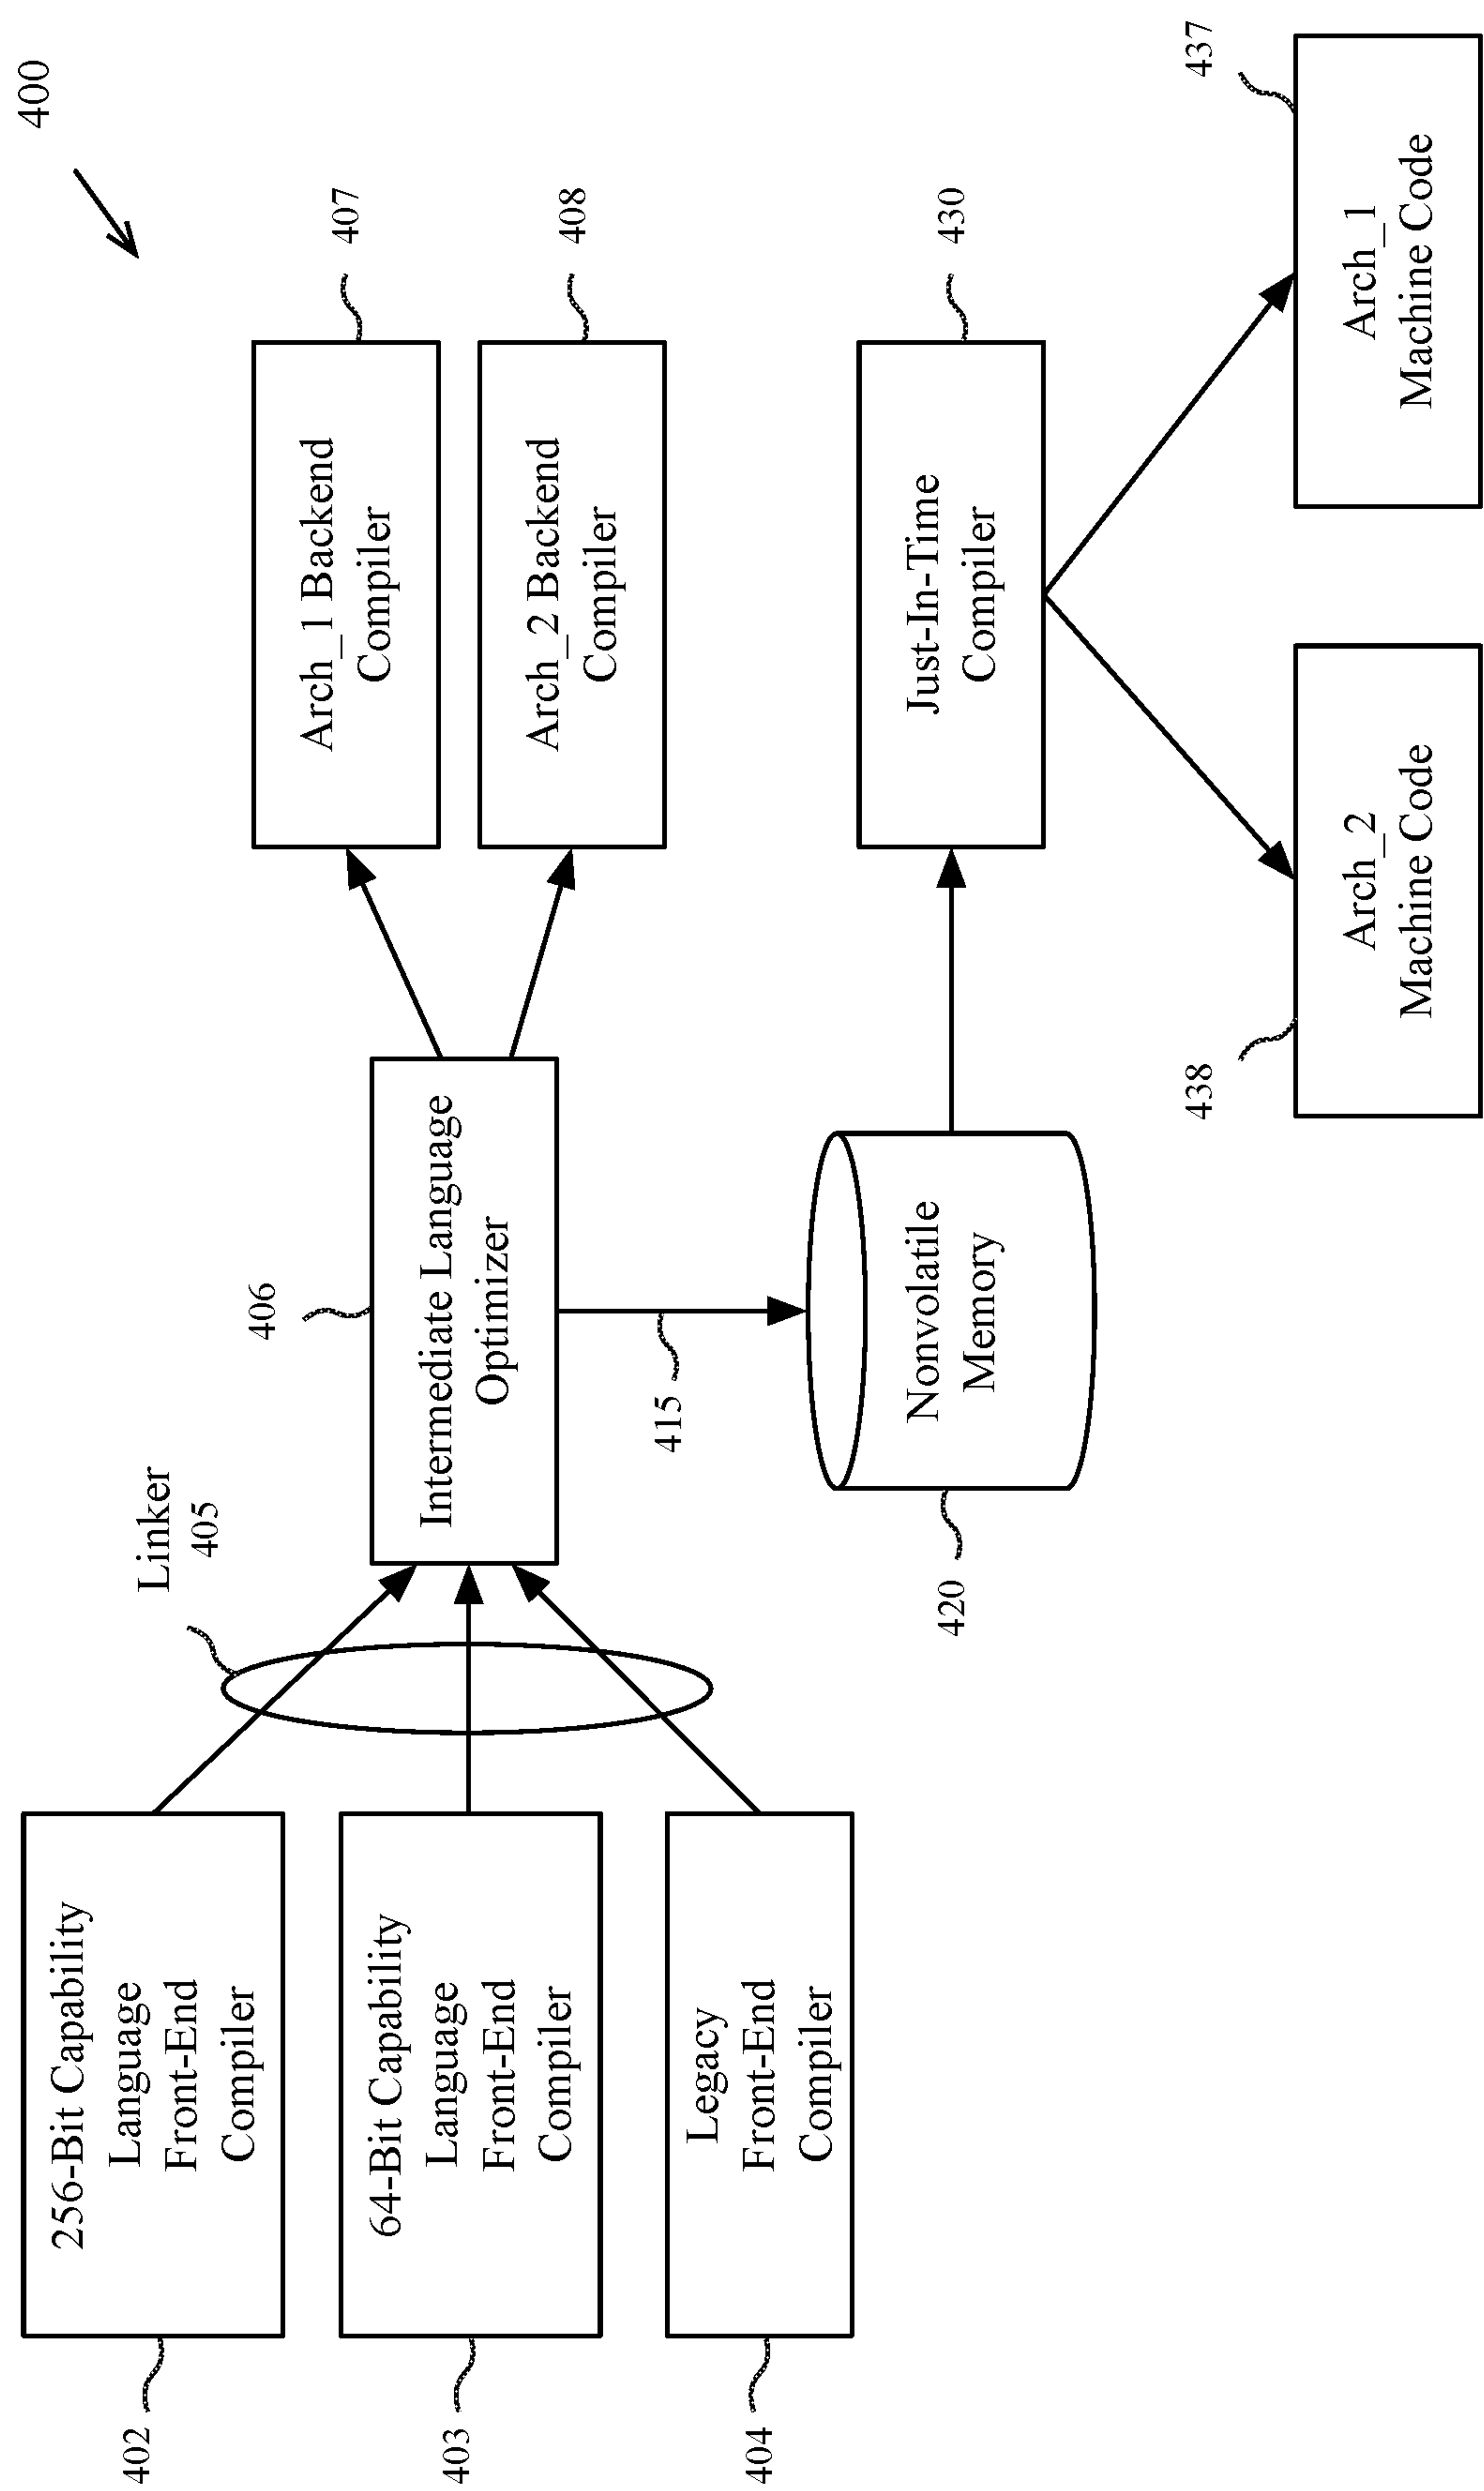 400
402
256-Bit Capability
Language
Front-End
Compiler
403
64-Bit Capability
Language
Front-End
Compiler
404
Legacy
Front-End
Compiler
Linker
405
406
Intermediate Language
Optimizer
407
Arch_1 Backend
Compiler
408
Arch_2 Backend
Compiler
415
420
Nonvolatile
Memory
430
Just-In-Time
Compiler
438
Arch_2
Machine Code
437
Arch_1
Machine Code